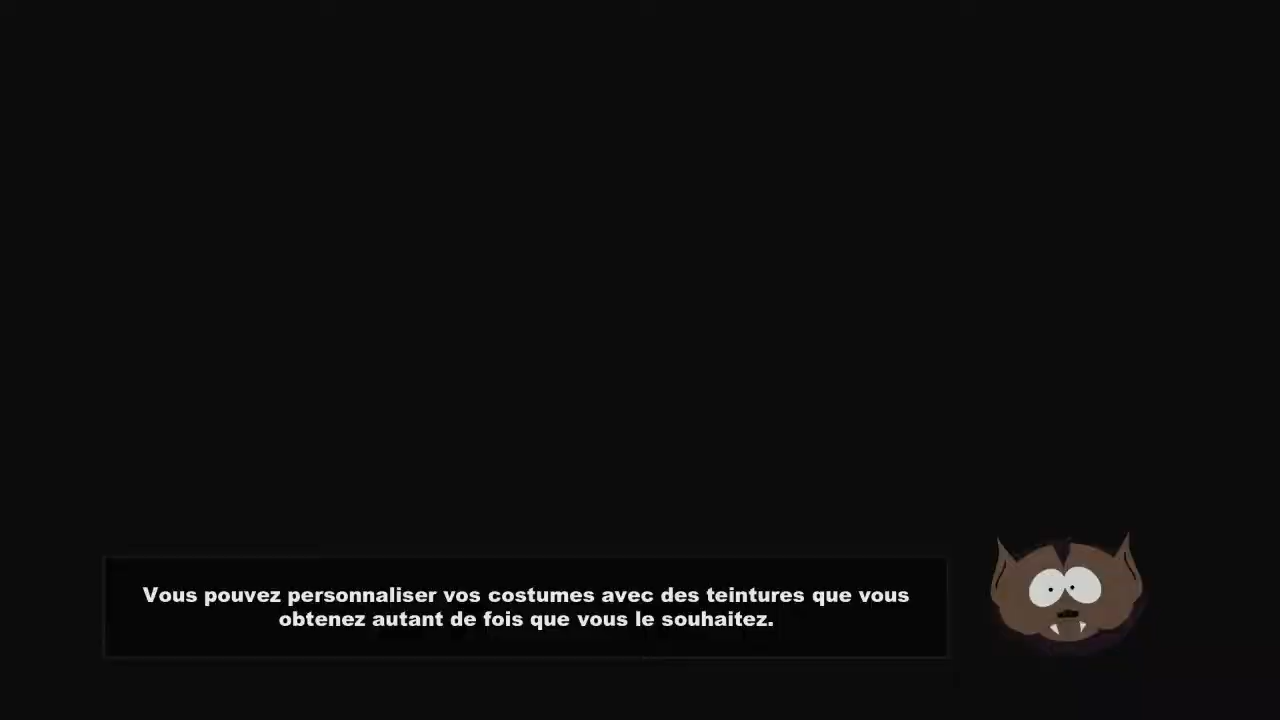 Vous pouvez personnaliser vos costumes avec des teintures que vous
obtenez autant de fois que vous le souhaitez.